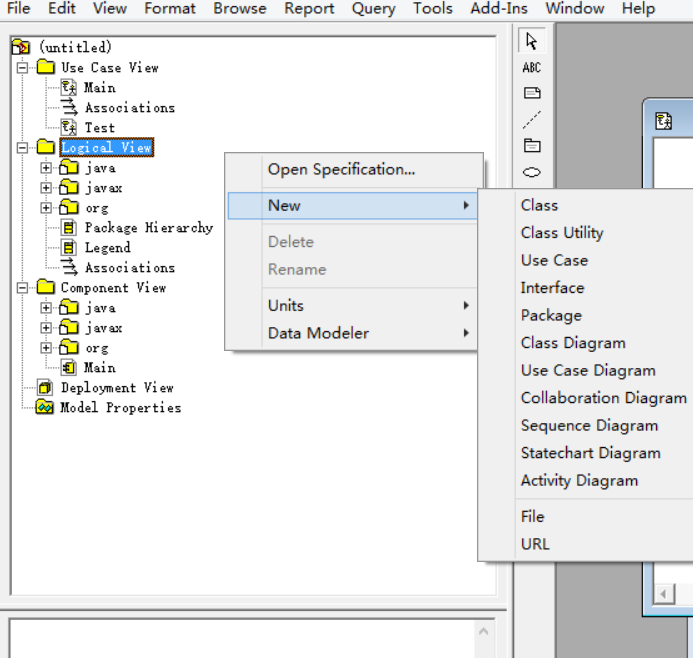 File Edit View Format Browse Report Query Tools Add-Ins Window Help
(untitled)
Use Case View
Main
Associations
Test
Logical View
java
javax
org
Package Hierarchy
Legend
Associations
Component View
java
javax
org
Main
Deployment View
Model Properties
ABC
Open Specification...
New
Delete
Rename
Units
Data Modeler
Class
Class Utility
Use Case
Interface
Package
Class Diagram
Use Case Diagram
Collaboration Diagram
Sequence Diagram
Statechart Diagram
Activity Diagram
File
URL